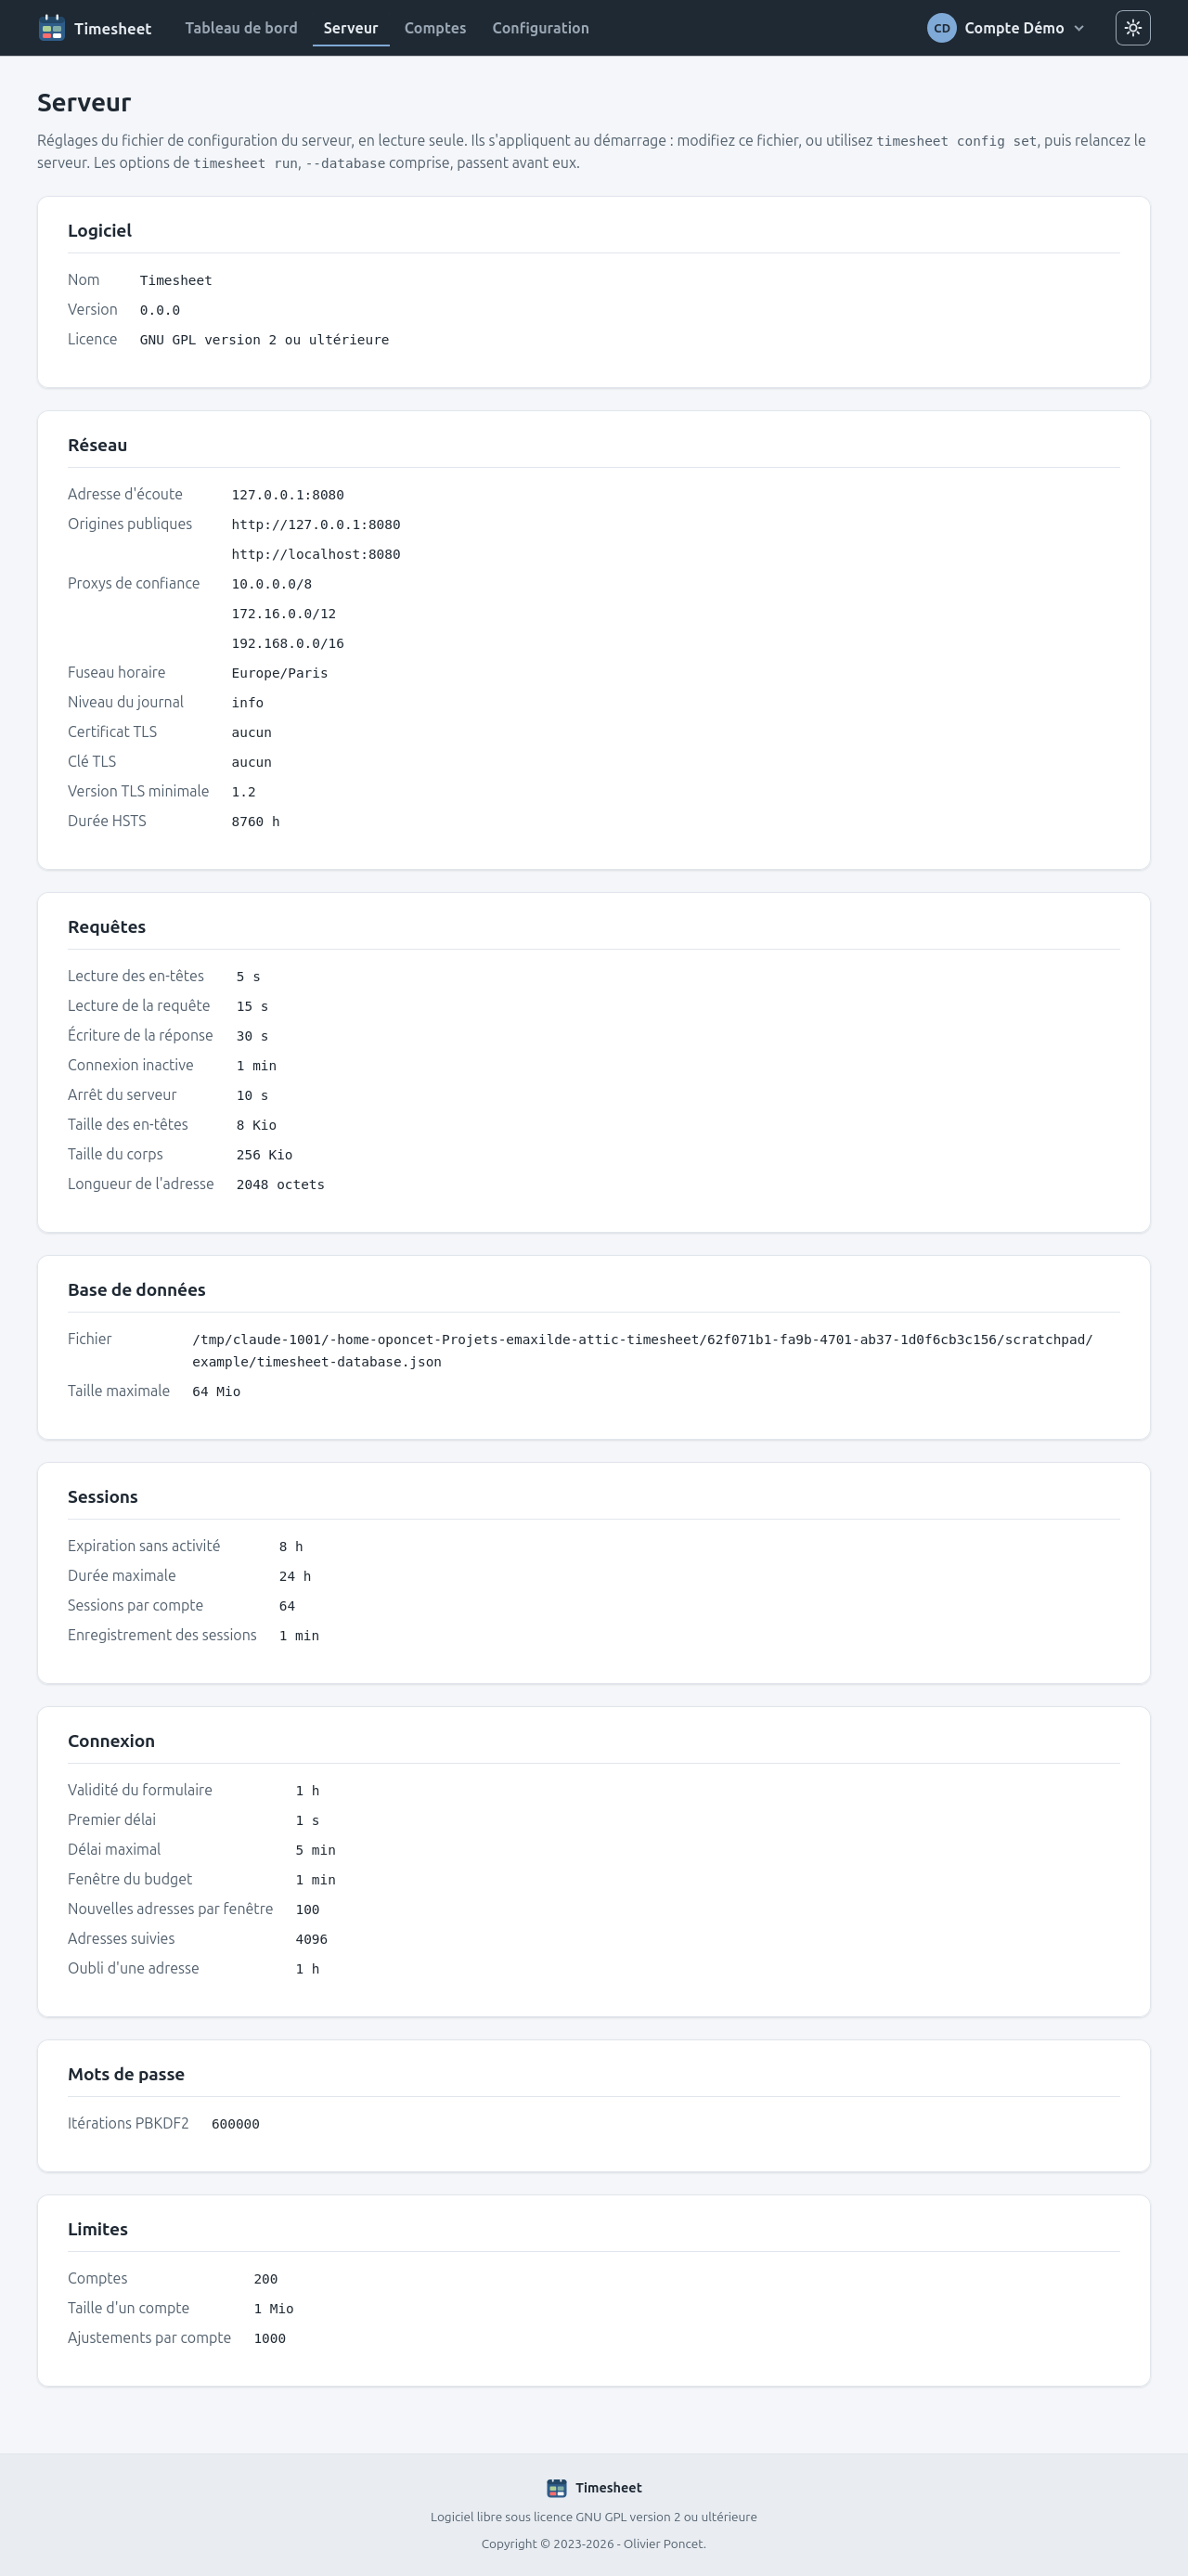 Timesheet Tableau de bord Serveur Comptes Configuration CD Compte Démo
Serveur
Réglages du fichier de configuration du serveur, en lecture seule. Ils s'appliquent au démarrage : modifiez ce fichier, ou utilisez timesheet config set, puis relancez le
serveur. Les options de timesheet run, --database comprise, passent avant eux.
Logiciel
Nom Timesheet
Version 0.0.0
Licence GNU GPL version 2 ou ultérieure
Réseau
Adresse d'écoute 127.0.0.1:8080
Origines publiques http://127.0.0.1:8080
http://localhost:8080
Proxys de confiance 10.0.0.0/8
172.16.0.0/12
192.168.0.0/16
Fuseau horaire Europe/Paris
Niveau du journal info
Certificat TLS aucun
Clé TLS aucun
Version TLS minimale 1.2
Durée HSTS 8760 h
Requêtes
Lecture des en-têtes 5 s
Lecture de la requête 15 s
Écriture de la réponse 30 s
Connexion inactive 1 min
Arrêt du serveur 10 s
Taille des en-têtes 8 Kio
Taille du corps 256 Kio
Longueur de l'adresse 2048 octets
Base de données
Fichier /tmp/claude-1001/-home-oponcet-Projets-emaxilde-attic-timesheet/62f071b1-fa9b-4701-ab37-1d0f6cb3c156/scratchpad/
example/timesheet-database.json
Taille maximale 64 Mio
Sessions
Expiration sans activité 8 h
Durée maximale 24 h
Sessions par compte 64
Enregistrement des sessions 1 min
Connexion
Validité du formulaire 1 h
Premier délai 1 s
Délai maximal 5 min
Fenêtre du budget 1 min
Nouvelles adresses par fenêtre 100
Adresses suivies 4096
Oubli d'une adresse 1 h
Mots de passe
Itérations PBKDF2 600000
Limites
Comptes 200
Taille d'un compte 1 Mio
Ajustements par compte 1000
Timesheet
Logiciel libre sous licence GNU GPL version 2 ou ultérieure
Copyright © 2023-2026 - Olivier Poncet.